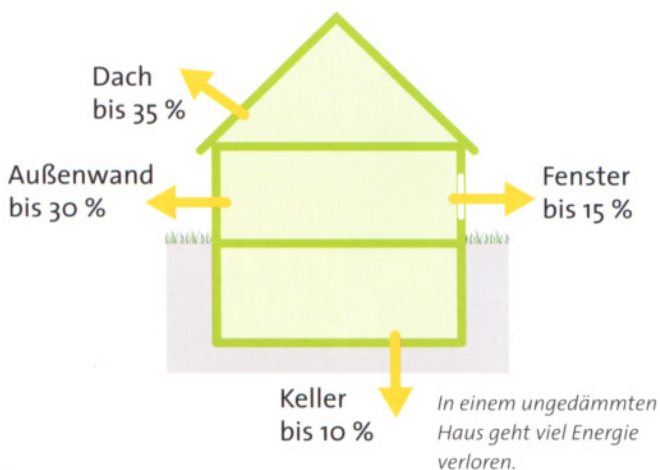 Dach
bis 35 %
Außenwand
bis 30 %
Fenster
bis 15 %
Keller
bis 10 %
In einem ungedämmten
Haus geht viel Energie
verloren.